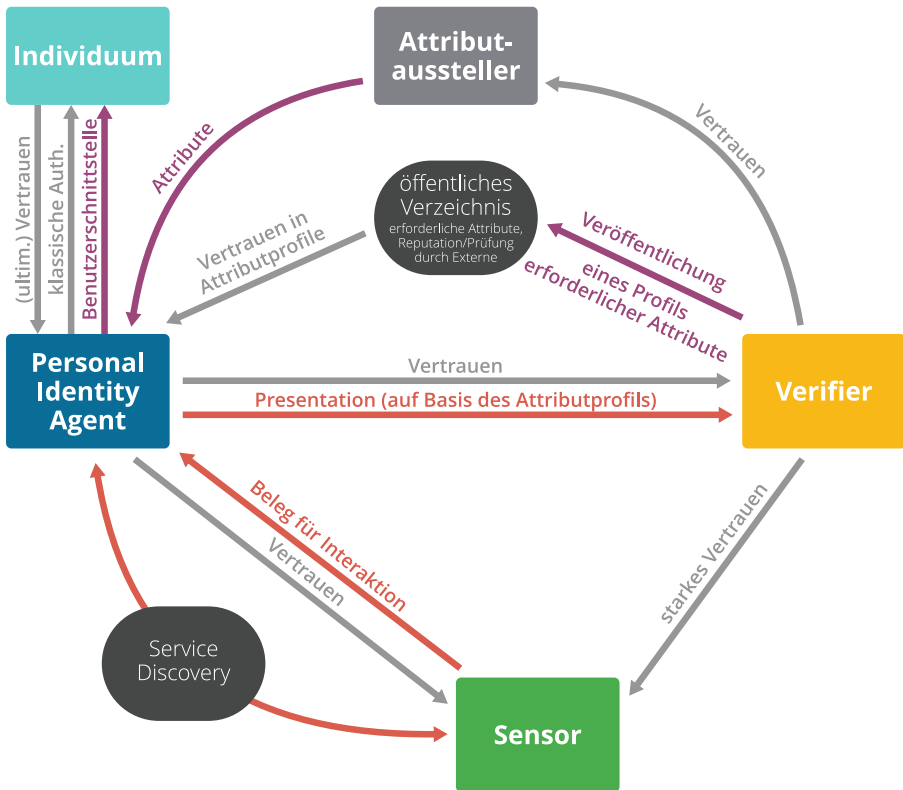 Individuum
Attribut-
aussteller
(ultim.) Vertrauen
klassische Auth.
Benutzerschnittstelle
Attribute
Vertrauen
öffentliches
Verzeichnis
erforderliche Attribute,
Reputation/Prüfung
durch Externe
Vertrauen in
Attributprofile
Veröffentlichung
eines Profils
erforderlicher Attribute
Personal
Identity
Agent
Vertrauen
Presentation (auf Basis des Attributprofils)
Verifier
Beleg für Interaktion
Vertrauen
starkes Vertrauen
Service
Discovery
Sensor